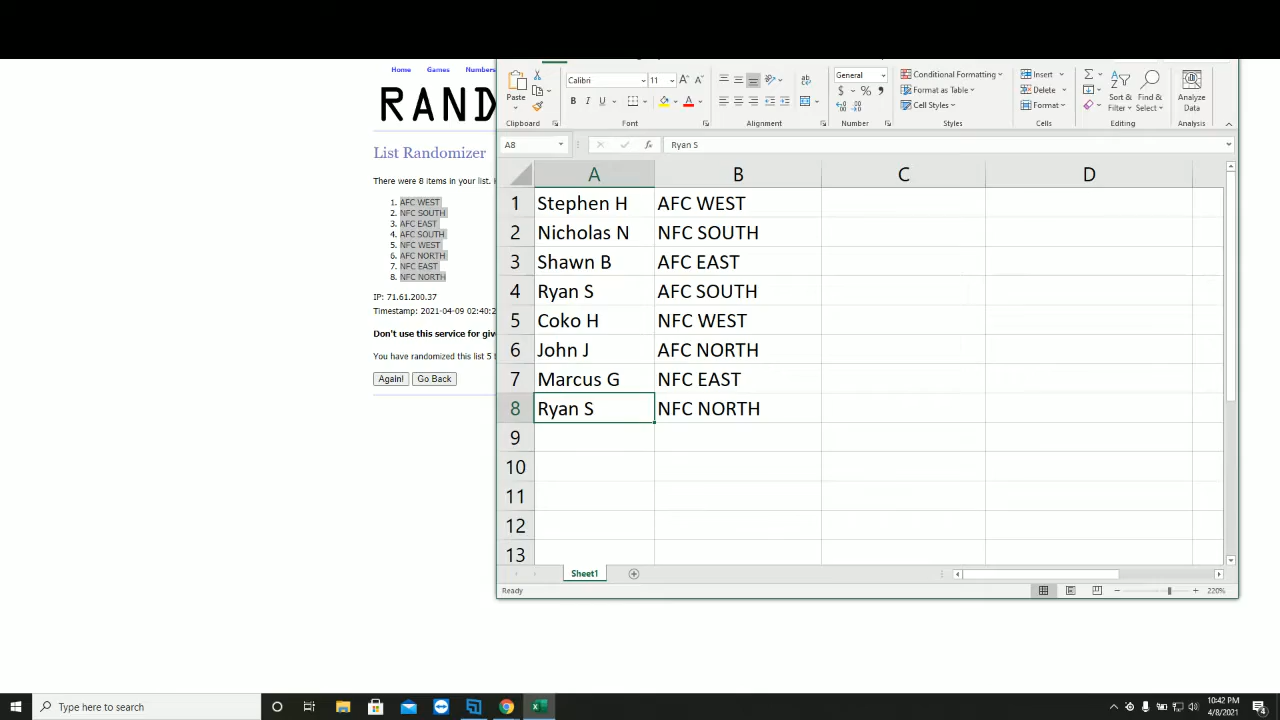 Home Games Numbers
RAND
List Randomizer
There were 8 items in your list.
1. AFC WEST
2. NFC SOUTH
3. AFC EAST
4. AFC SOUTH
5. NFC WEST
6. AFC NORTH
7. NFC EAST
8. NFC NORTH
IP: 71.61.200.37
Timestamp: 2021-04-09 02:40:2
Don't use this service for give
You have randomized this list 5
Again! Go Back
Paste
Clipboard
Calibri 11
B I U
Font
ab
Alignment
General
$ % 9
Number
Conditional Formatting
Format as Table
Cell Styles
Styles
Insert
Delete
Format
Cells
Sort & Filter
Find & Select
Editing
Analyze Data
Analysis
A8 fx Ryan S
A B C D
1 Stephen H AFC WEST
2 Nicholas N NFC SOUTH
3 Shawn B AFC EAST
4 Ryan S AFC SOUTH
5 Coko H NFC WEST
6 John J AFC NORTH
7 Marcus G NFC EAST
8 Ryan S NFC NORTH
9
10
11
12
13
Sheet1
Ready
220%
Type here to search
10:42 PM
4/8/2021
4